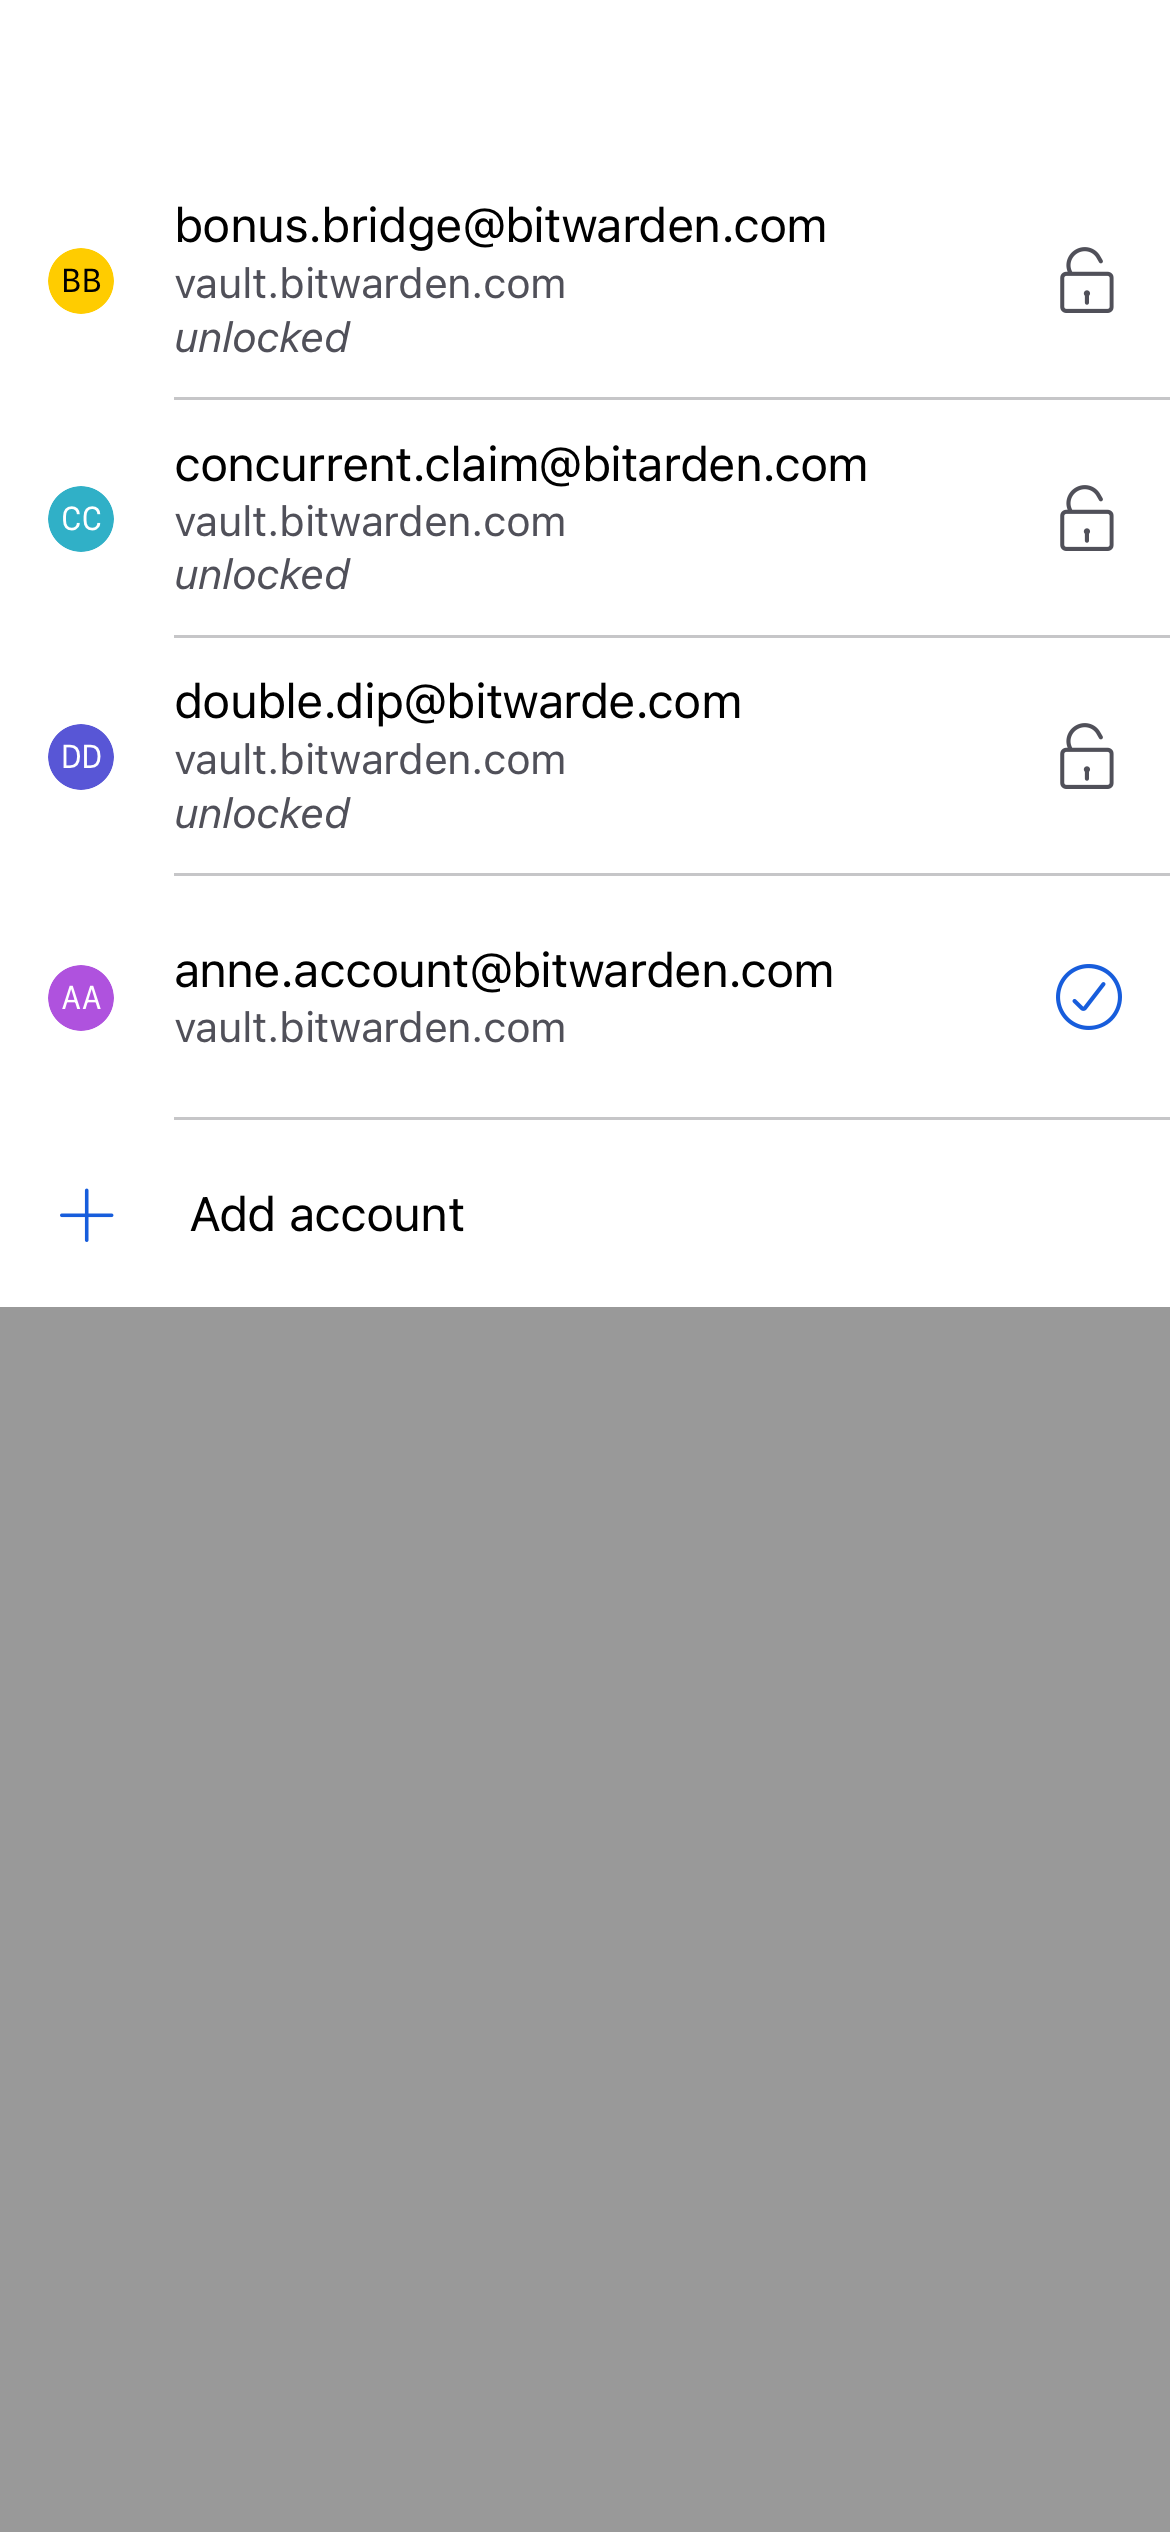 BB
bonus.bridge@bitwarden.com
vault.bitwarden.com
unlocked
CC
concurrent.claim@bitarden.com
vault.bitwarden.com
unlocked
DD
double.dip@bitwarde.com
vault.bitwarden.com
unlocked
AA
anne.account@bitwarden.com
vault.bitwarden.com
Add account